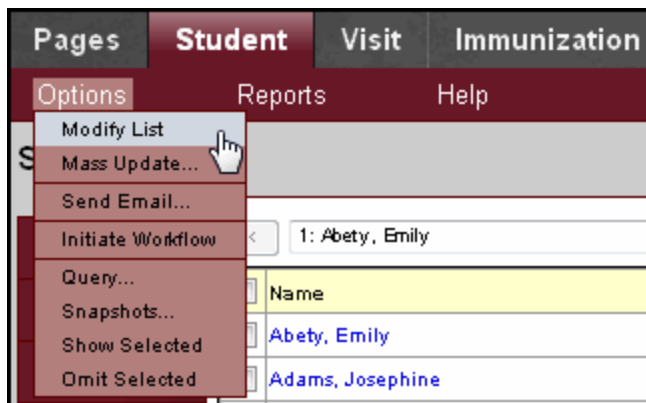 Pages Student Visit Immunization
Options Reports Help
Modify List
S
Mass Update...
Send Email...
Initiate Workflow
< 1: Abety, Emily
Query...
Name
Snapshots...
Show Selected
Abety, Emily
Omit Selected
Adams, Josephine